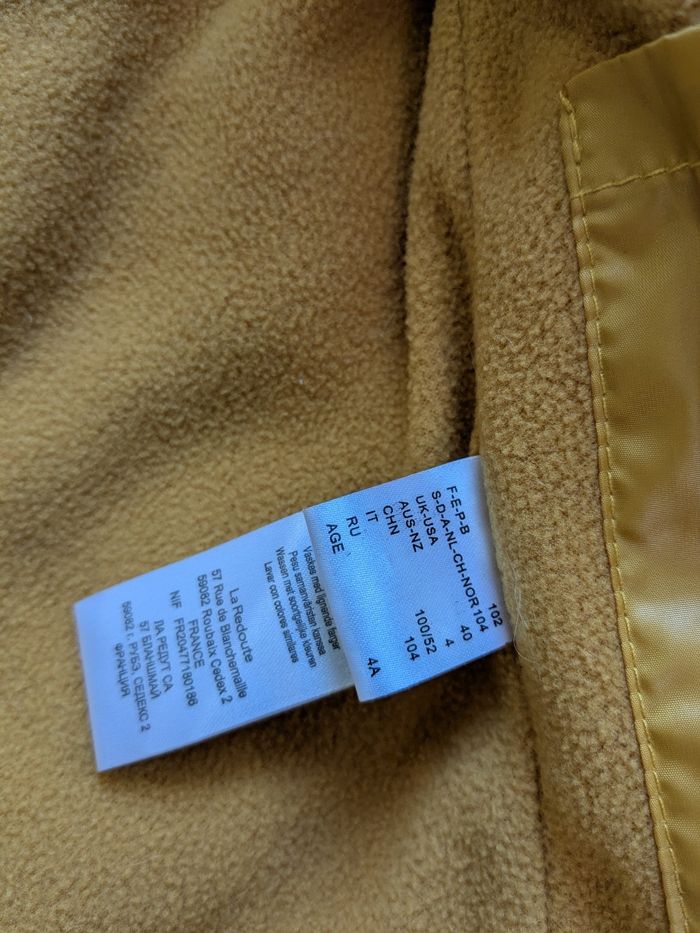 F-E-P-B 102
S-D-A-NL-CH-NOR 104
UK-USA 40
AUS-NZ 4
CHN 100/52
IT 104
RU
AGE 4A
Vaskes med lignende farger
Pesu samanväristen kanssa
Wassen met soortgelijke kleuren
Lavar con colores similares
La Redoute
57 Rue de Blanchemaille
59082 Roubaix Cedex 2
FRANCE
NIF FR20477180186
ЛА РЕДУТ СА
57 БЛАНШМАЙ
59082 г. РУБЭ, СЕДЕКС 2
ФРАНЦИЯ